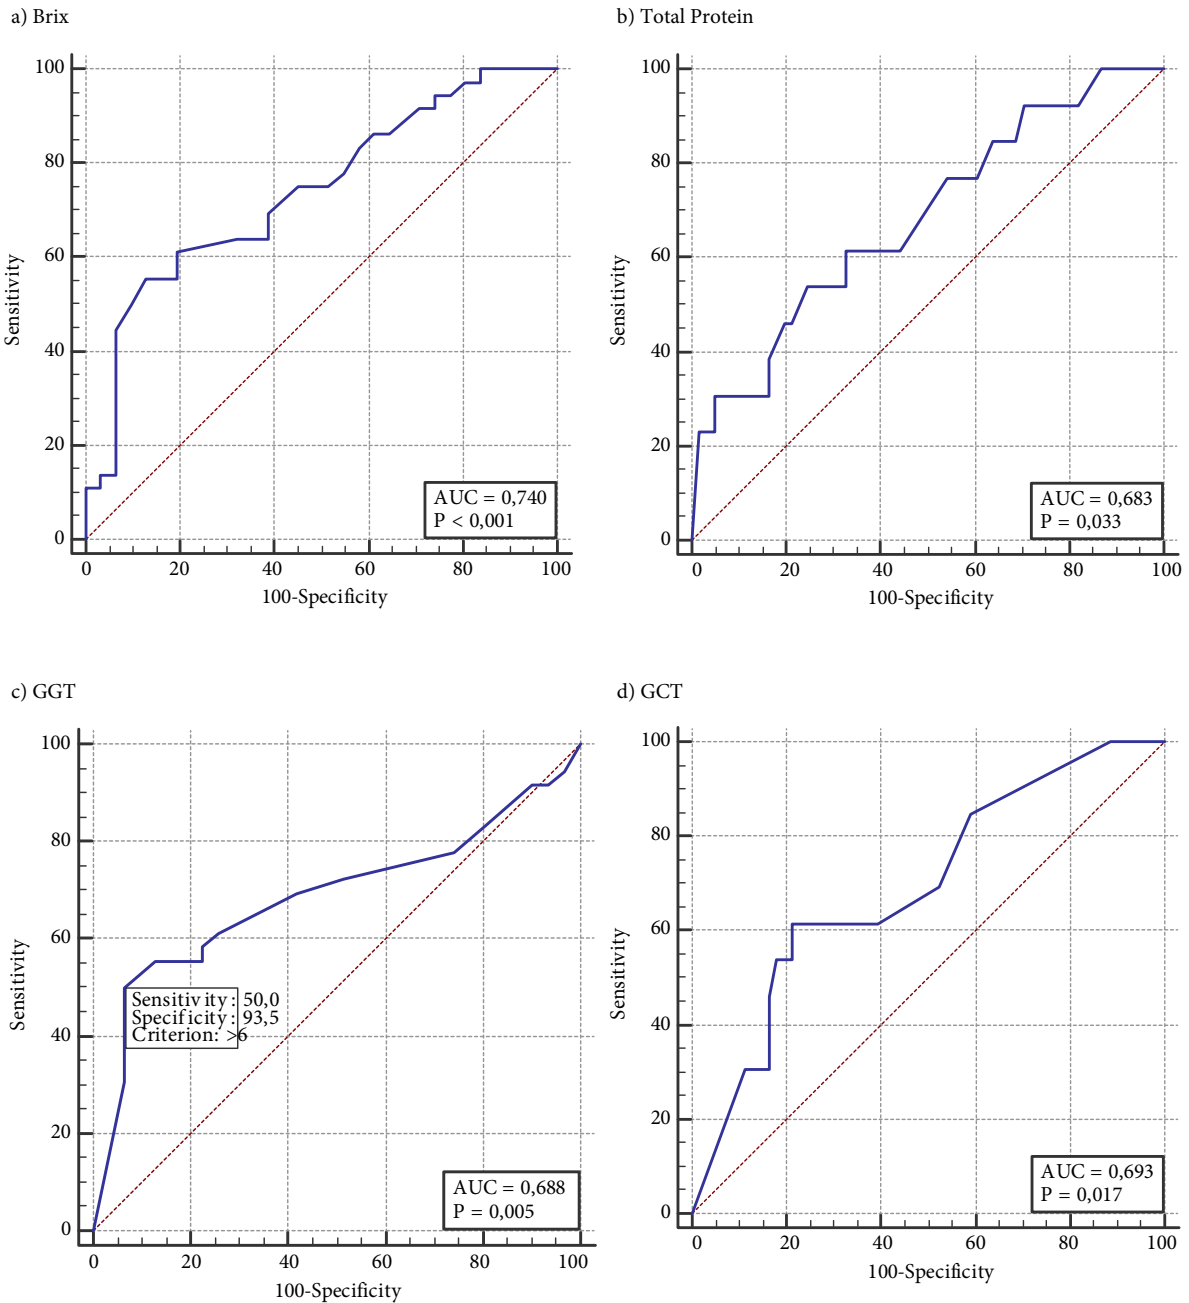 a) Brix
100
80
60
40
20
0
Sensitivity
AUC = 0,740
P < 0,001
0 20 40 60 80 100
100-Specificity
b) Total Protein
100
80
60
40
20
0
Sensitivity
AUC = 0,683
P = 0,033
0 20 40 60 80 100
100-Specificity
c) GGT
100
80
60
40
20
0
Sensitivity
Sensitivity: 50,0
Specificity: 93,5
Criterion: >6
AUC = 0,688
P = 0,005
0 20 40 60 80 100
100-Specificity
d) GCT
100
80
60
40
20
0
Sensitivity
AUC = 0,693
P = 0,017
0 20 40 60 80 100
100-Specificity